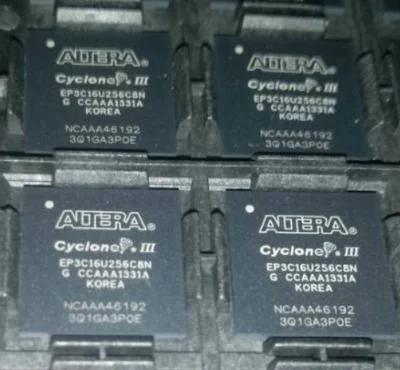 ALTERA®
Cyclone® III
EP3C16U256C8N
G CCAAA1331A
KOREA
NCAAA46192
3Q1GA3P0E
ALTERA®
Cyclone® III
EP3C16U256C8N
G CCAAA1331A
KOREA
NCAAA46192
3Q1GA3P0E
ALTERA®
Cyclone® III
EP3C16U256C8N
G CCAAA1331A
KOREA
NCAAA46192
3Q1GA3P0E
ALTERA®
Cyclone® III
EP3C16U256C8N
G CCAAA1331A
KOREA
NCAAA46192
3Q1GA3P0E